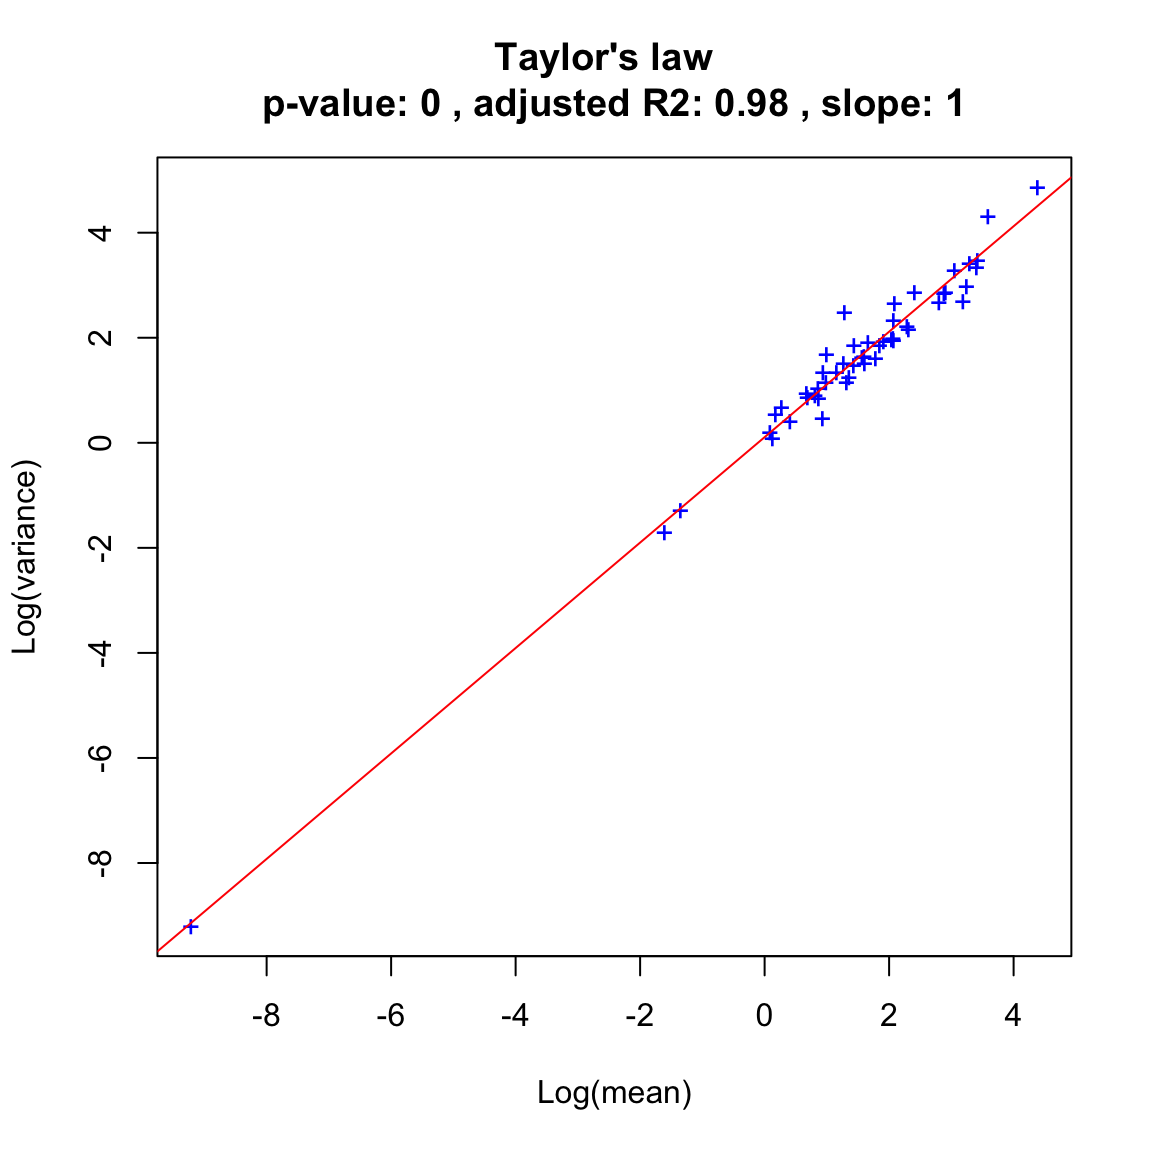 Taylor's law
p-value: 0 , adjusted R2: 0.98 , slope: 1
Log(variance)
4
2
0
-2
-4
-6
-8
-8 -6 -4 -2 0 2 4
Log(mean)